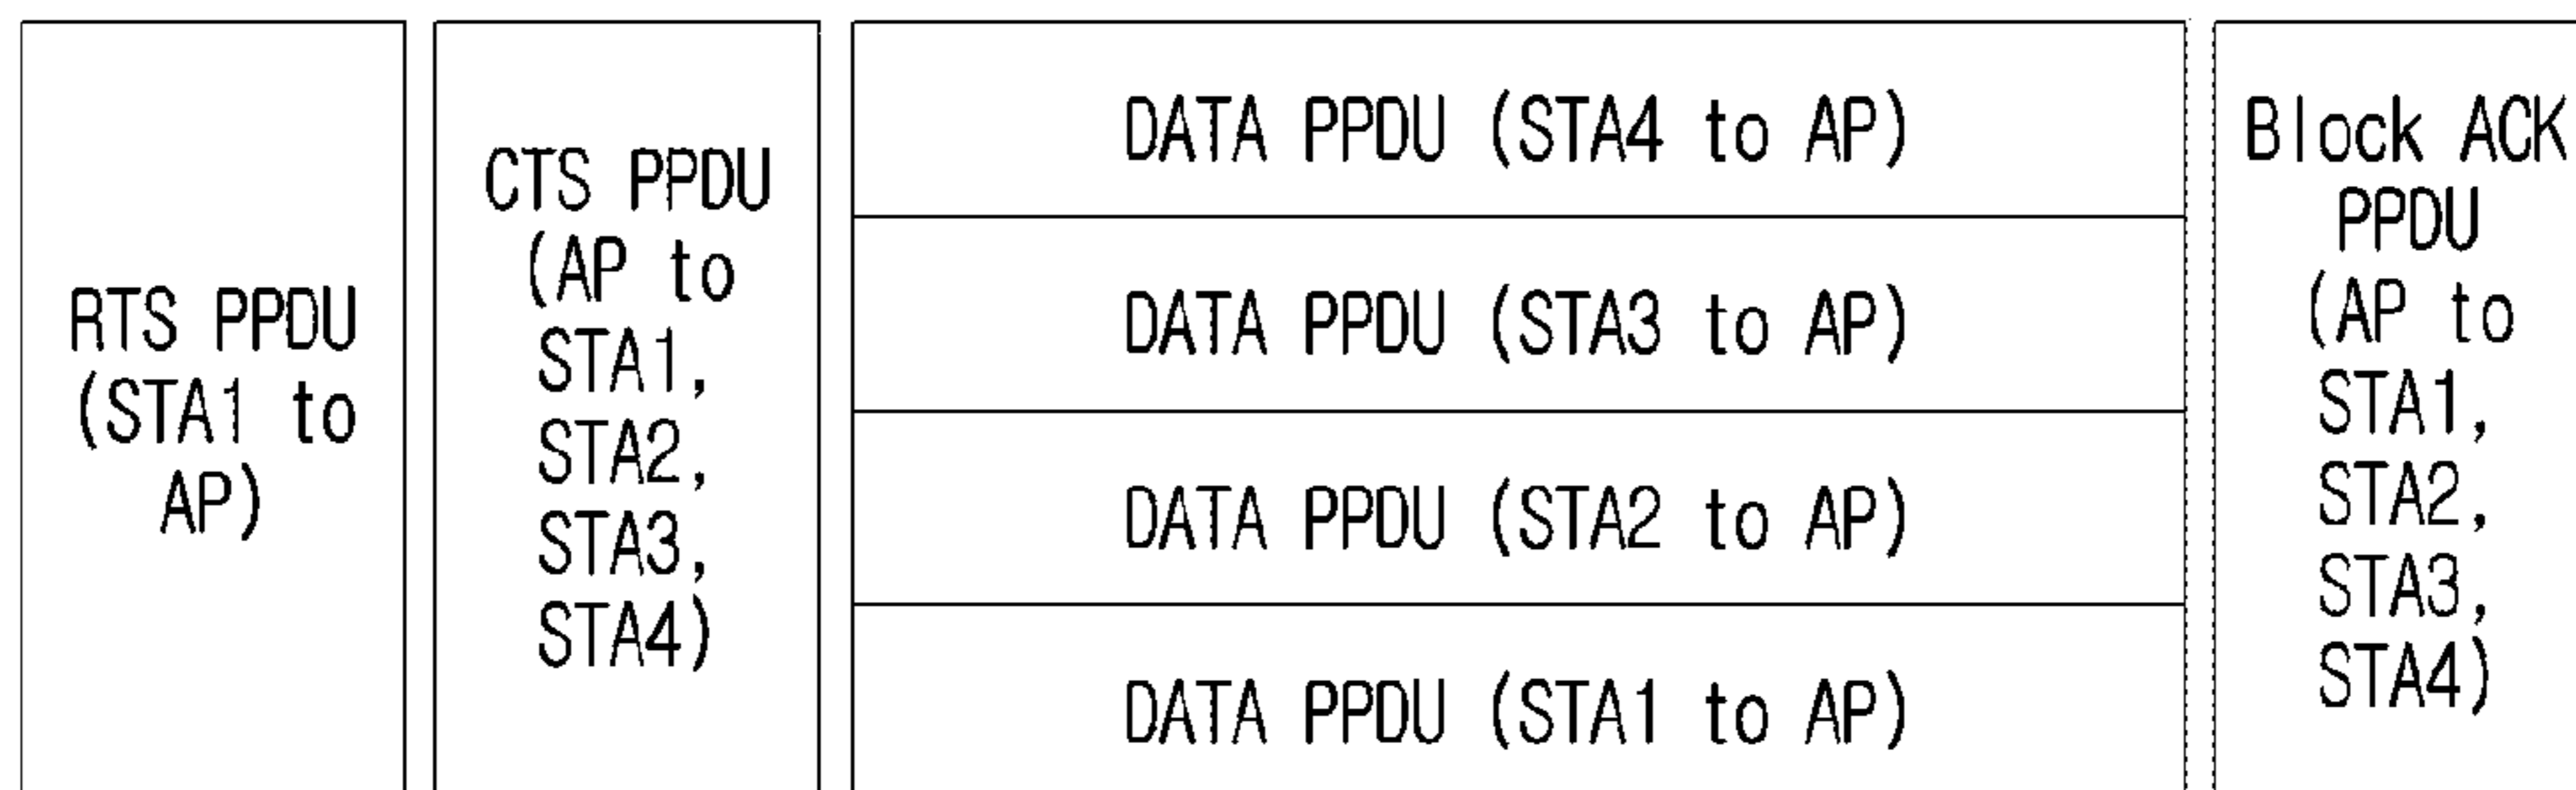 RTS PPDU
(STA1 to
AP)
CTS PPDU
(AP to
STA1,
STA2,
STA3,
STA4)
DATA PPDU (STA4 to AP)
DATA PPDU (STA3 to AP)
DATA PPDU (STA2 to AP)
DATA PPDU (STA1 to AP)
Block ACK
PPDU
(AP to
STA1,
STA2,
STA3,
STA4)